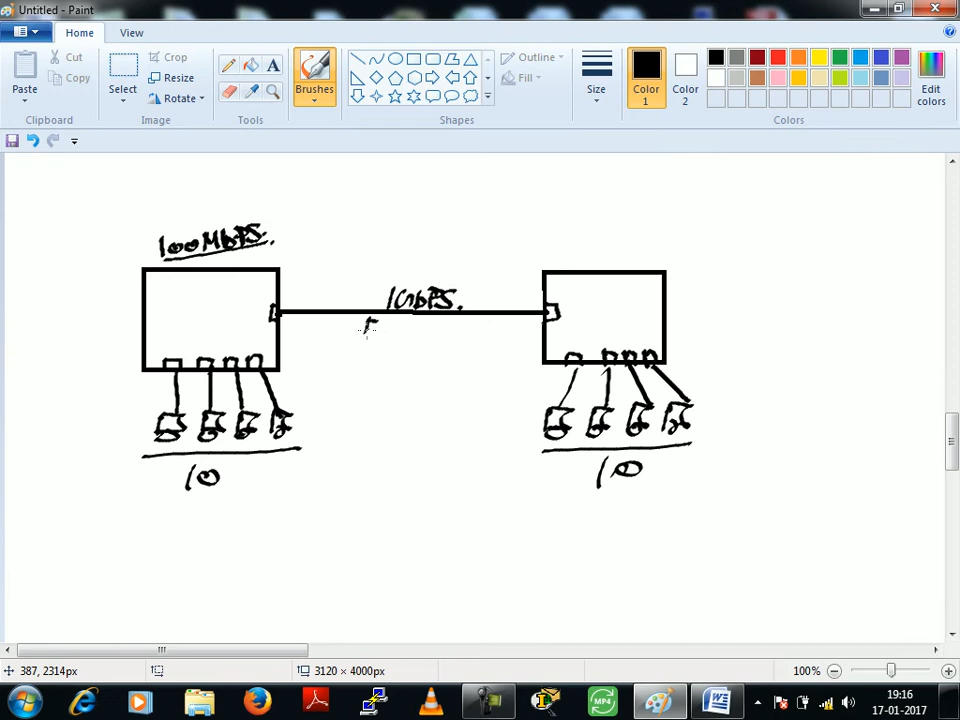 Untitled - Paint
Home
View
Paste
Cut
Copy
Clipboard
Select
Crop
Resize
Rotate
Image
Tools
Brushes
Shapes
Outline
Fill
Size
Color 1
Color 2
Edit colors
Colors
100Mbps.
1Gbps.
10
10
387, 2314px
3120 × 4000px
100%
MP4
19:16
17-01-2017